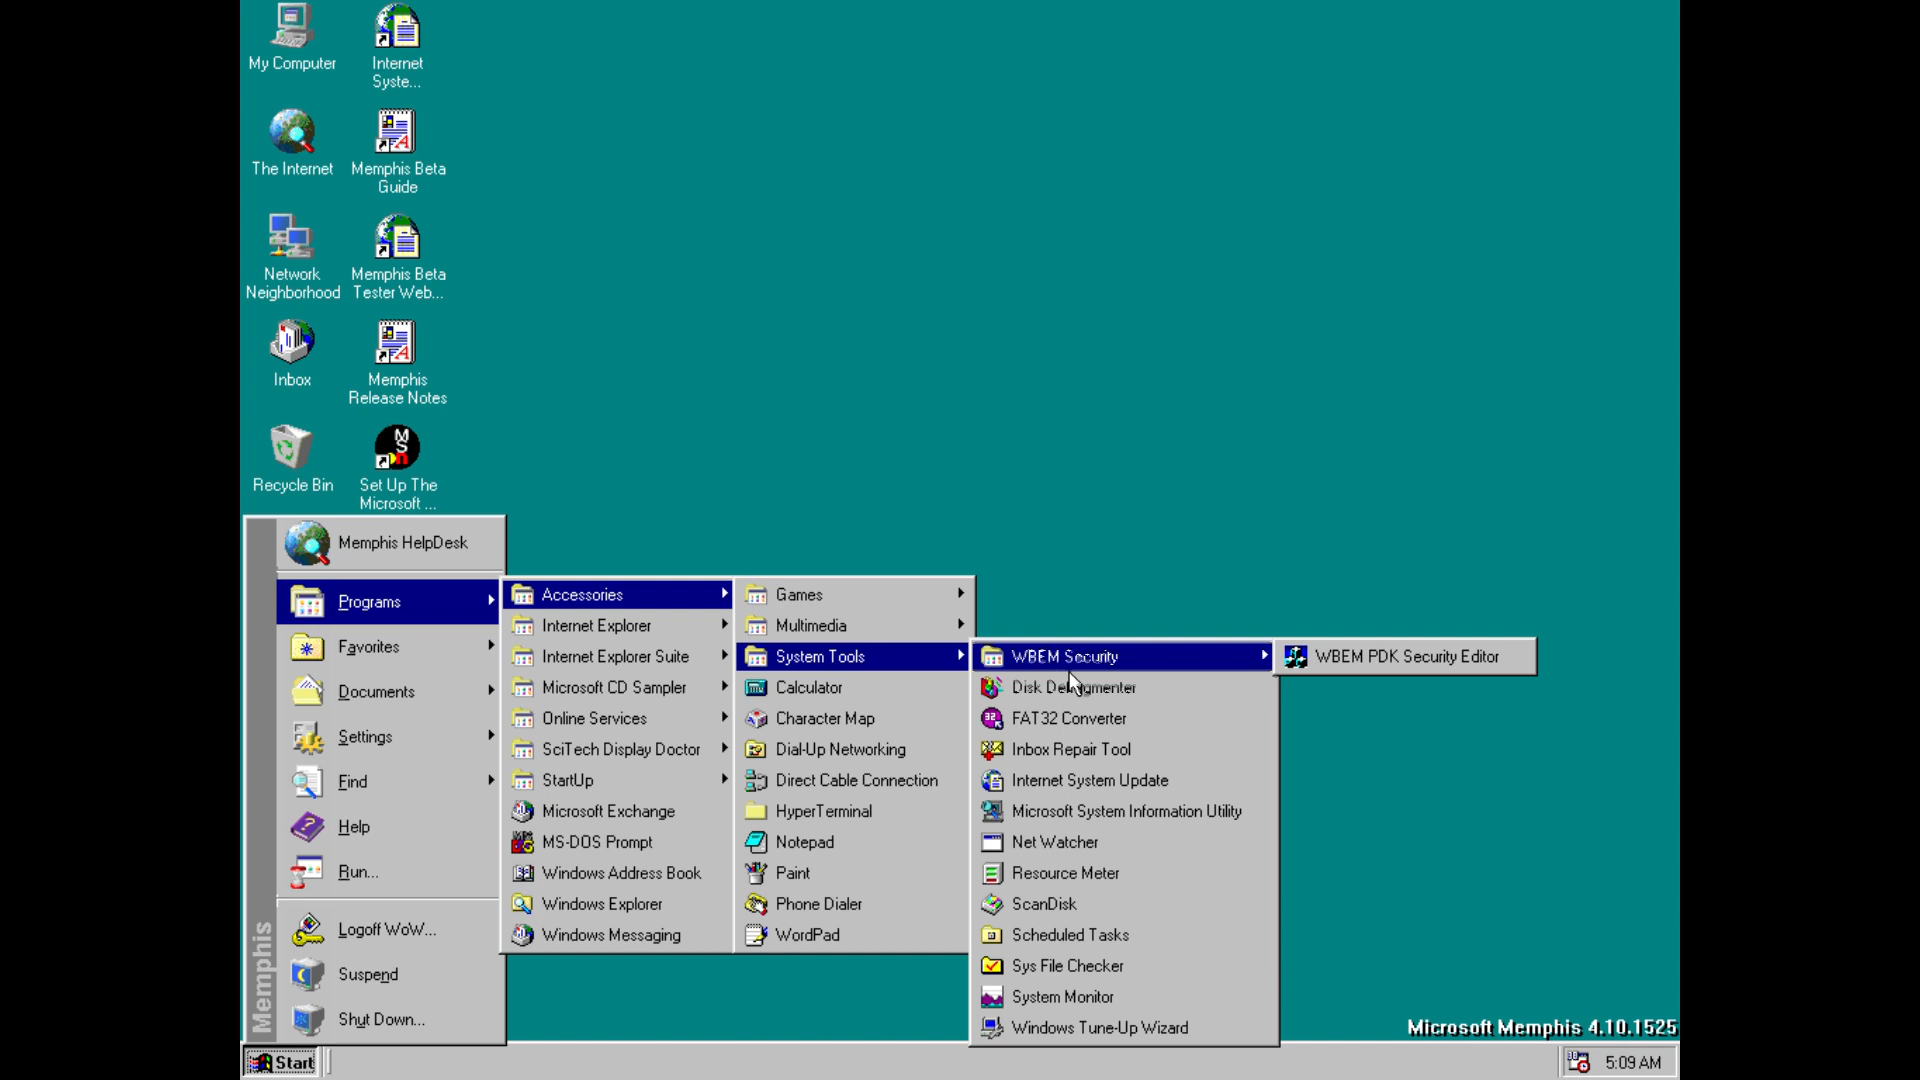 My Computer
Internet
Syste...
The Internet
Memphis Beta
Guide
Network
Neighborhood
Memphis Beta
Tester Web...
Inbox
Memphis
Release Notes
MSn
Recycle Bin
Set Up The
Microsoft ...
Memphis
Memphis HelpDesk
Programs
Favorites
Documents
Settings
Find
Help
Run...
Logoff WoW...
Suspend
Shut Down...
Accessories
Internet Explorer
Internet Explorer Suite
Microsoft CD Sampler
Online Services
SciTech Display Doctor
StartUp
Microsoft Exchange
MS-DOS Prompt
Windows Address Book
Windows Explorer
Windows Messaging
Games
Multimedia
System Tools
Calculator
Character Map
Dial-Up Networking
Direct Cable Connection
HyperTerminal
Notepad
Paint
Phone Dialer
WordPad
WBEM Security
Disk Defragmenter
FAT32 Converter
Inbox Repair Tool
Internet System Update
Microsoft System Information Utility
Net Watcher
Resource Meter
ScanDisk
Scheduled Tasks
Sys File Checker
System Monitor
Windows Tune-Up Wizard
WBEM PDK Security Editor
Microsoft Memphis 4.10.1525
Start
5:09 AM